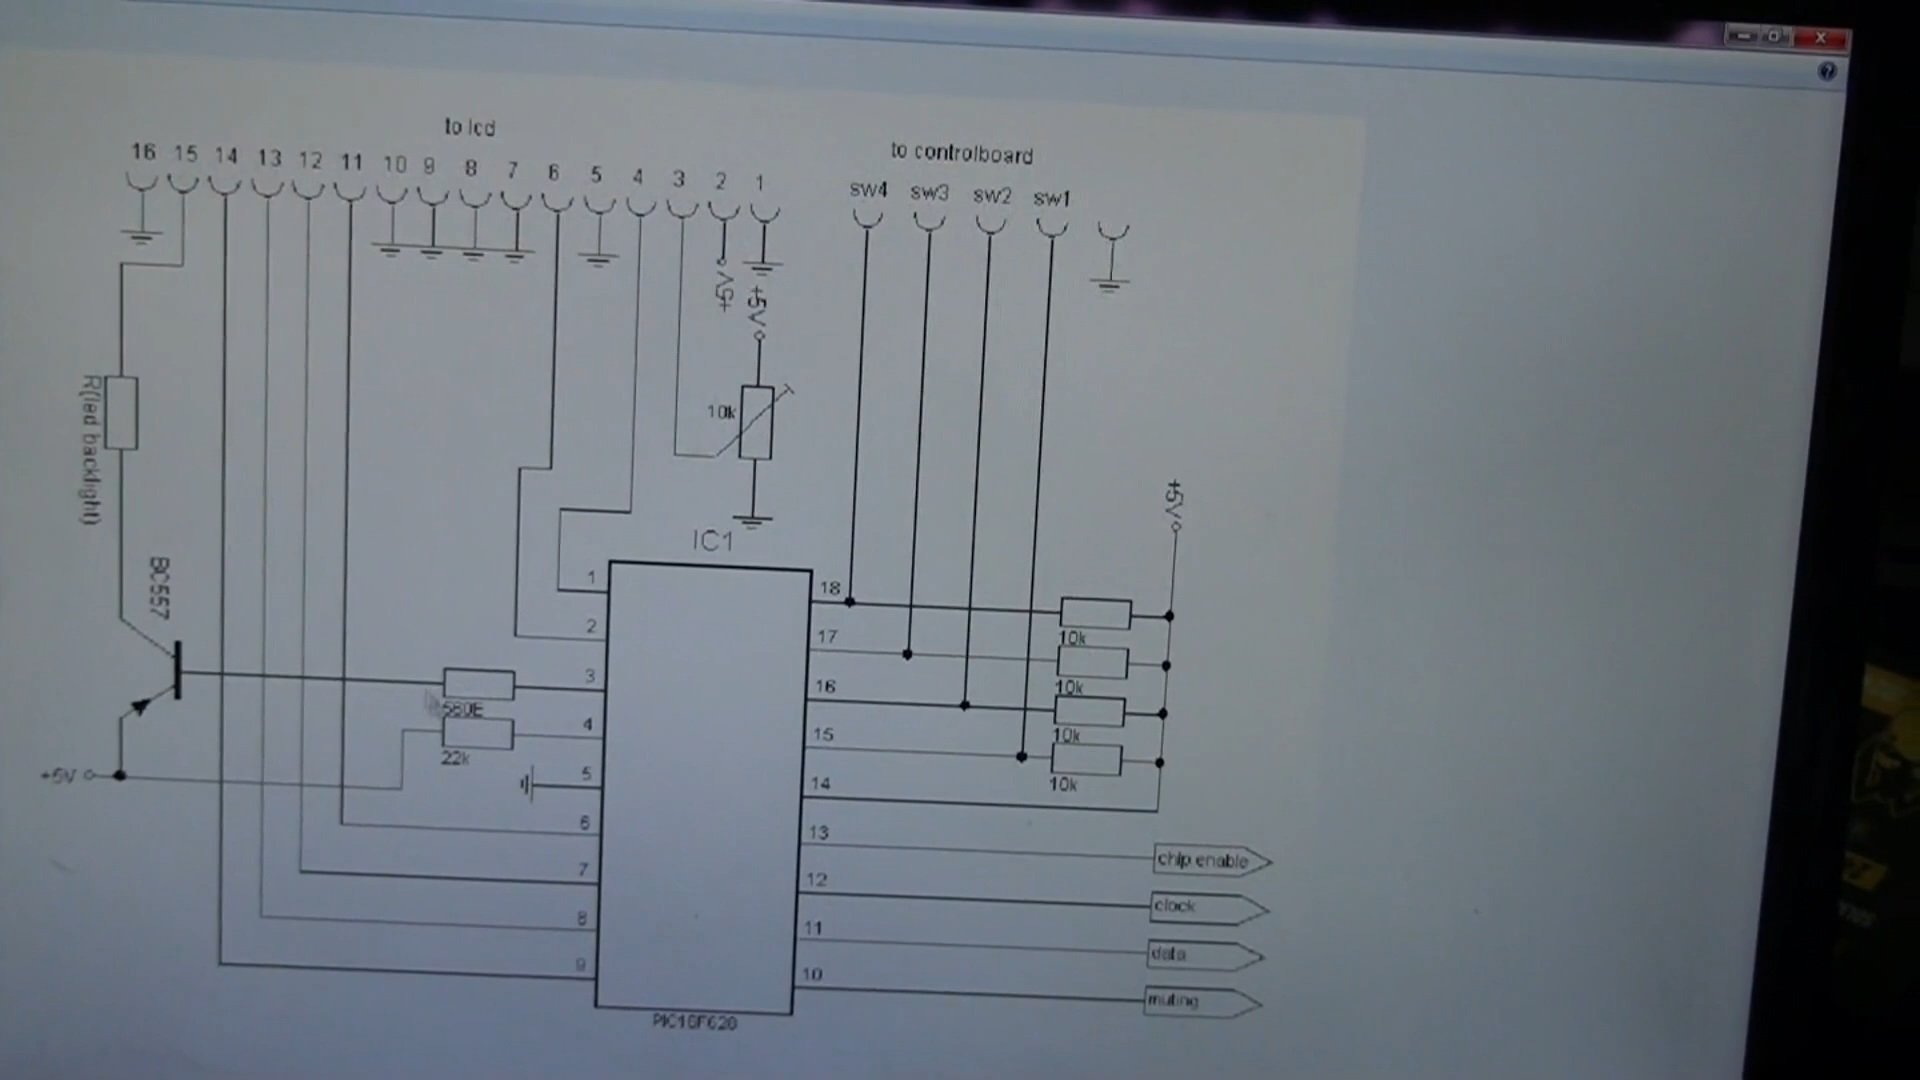 to lcd
16 15 14 13 12 11 10 9 8 7 6 5 4 3 2 1
to controlboard
sw4 sw3 sw2 sw1
+5V
+5V
10k
R(led backlight)
+5V
IC1
BC557
1
18
10k
2
17
10k
3
16
580E
10k
4
15
22k
10k
+5V
5
14
6
13
chip enable
7
12
clock
8
11
data
9
10
muting
PIC16F628